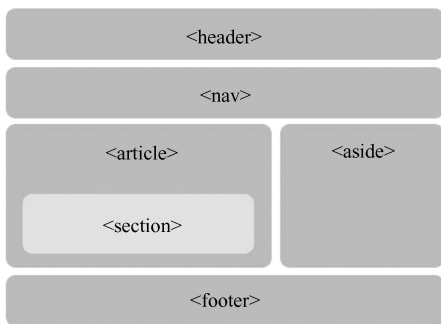 <header>
<nav>
<article>
<aside>
<section>
<footer>